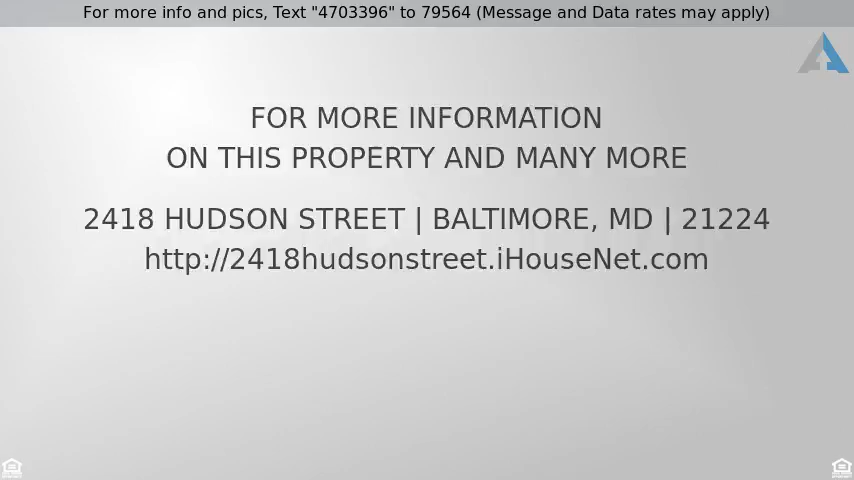 For more info and pics, Text "4703396" to 79564 (Message and Data rates may apply)
FOR MORE INFORMATION
ON THIS PROPERTY AND MANY MORE
2418 HUDSON STREET | BALTIMORE, MD | 21224
http://2418hudsonstreet.iHouseNet.com